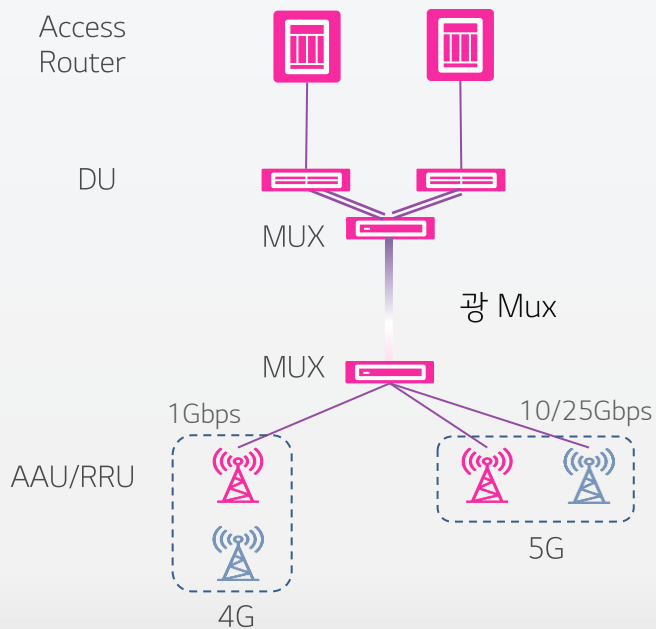 Access
Router
DU
MUX
광 Mux
MUX
1Gbps
10/25Gbps
AAU/RRU
5G
4G